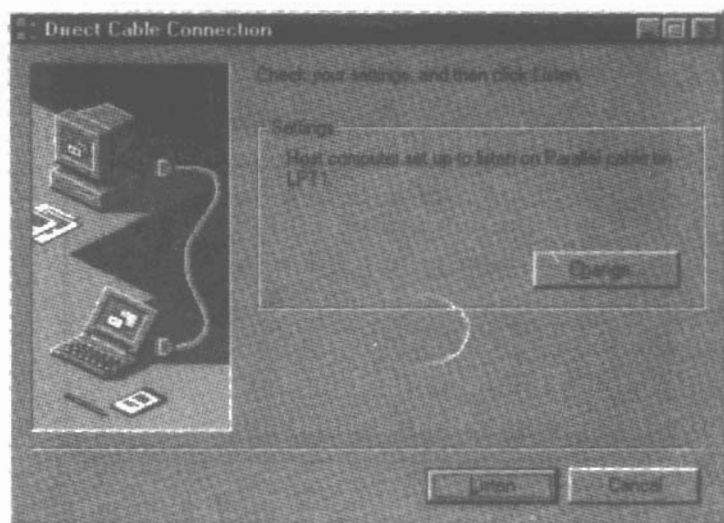 Direct Cable Connection
Check your settings, and then click Listen.
Settings
Host computer set up to listen on Parallel cable on
LPT1.
Change...
Listen
Cancel